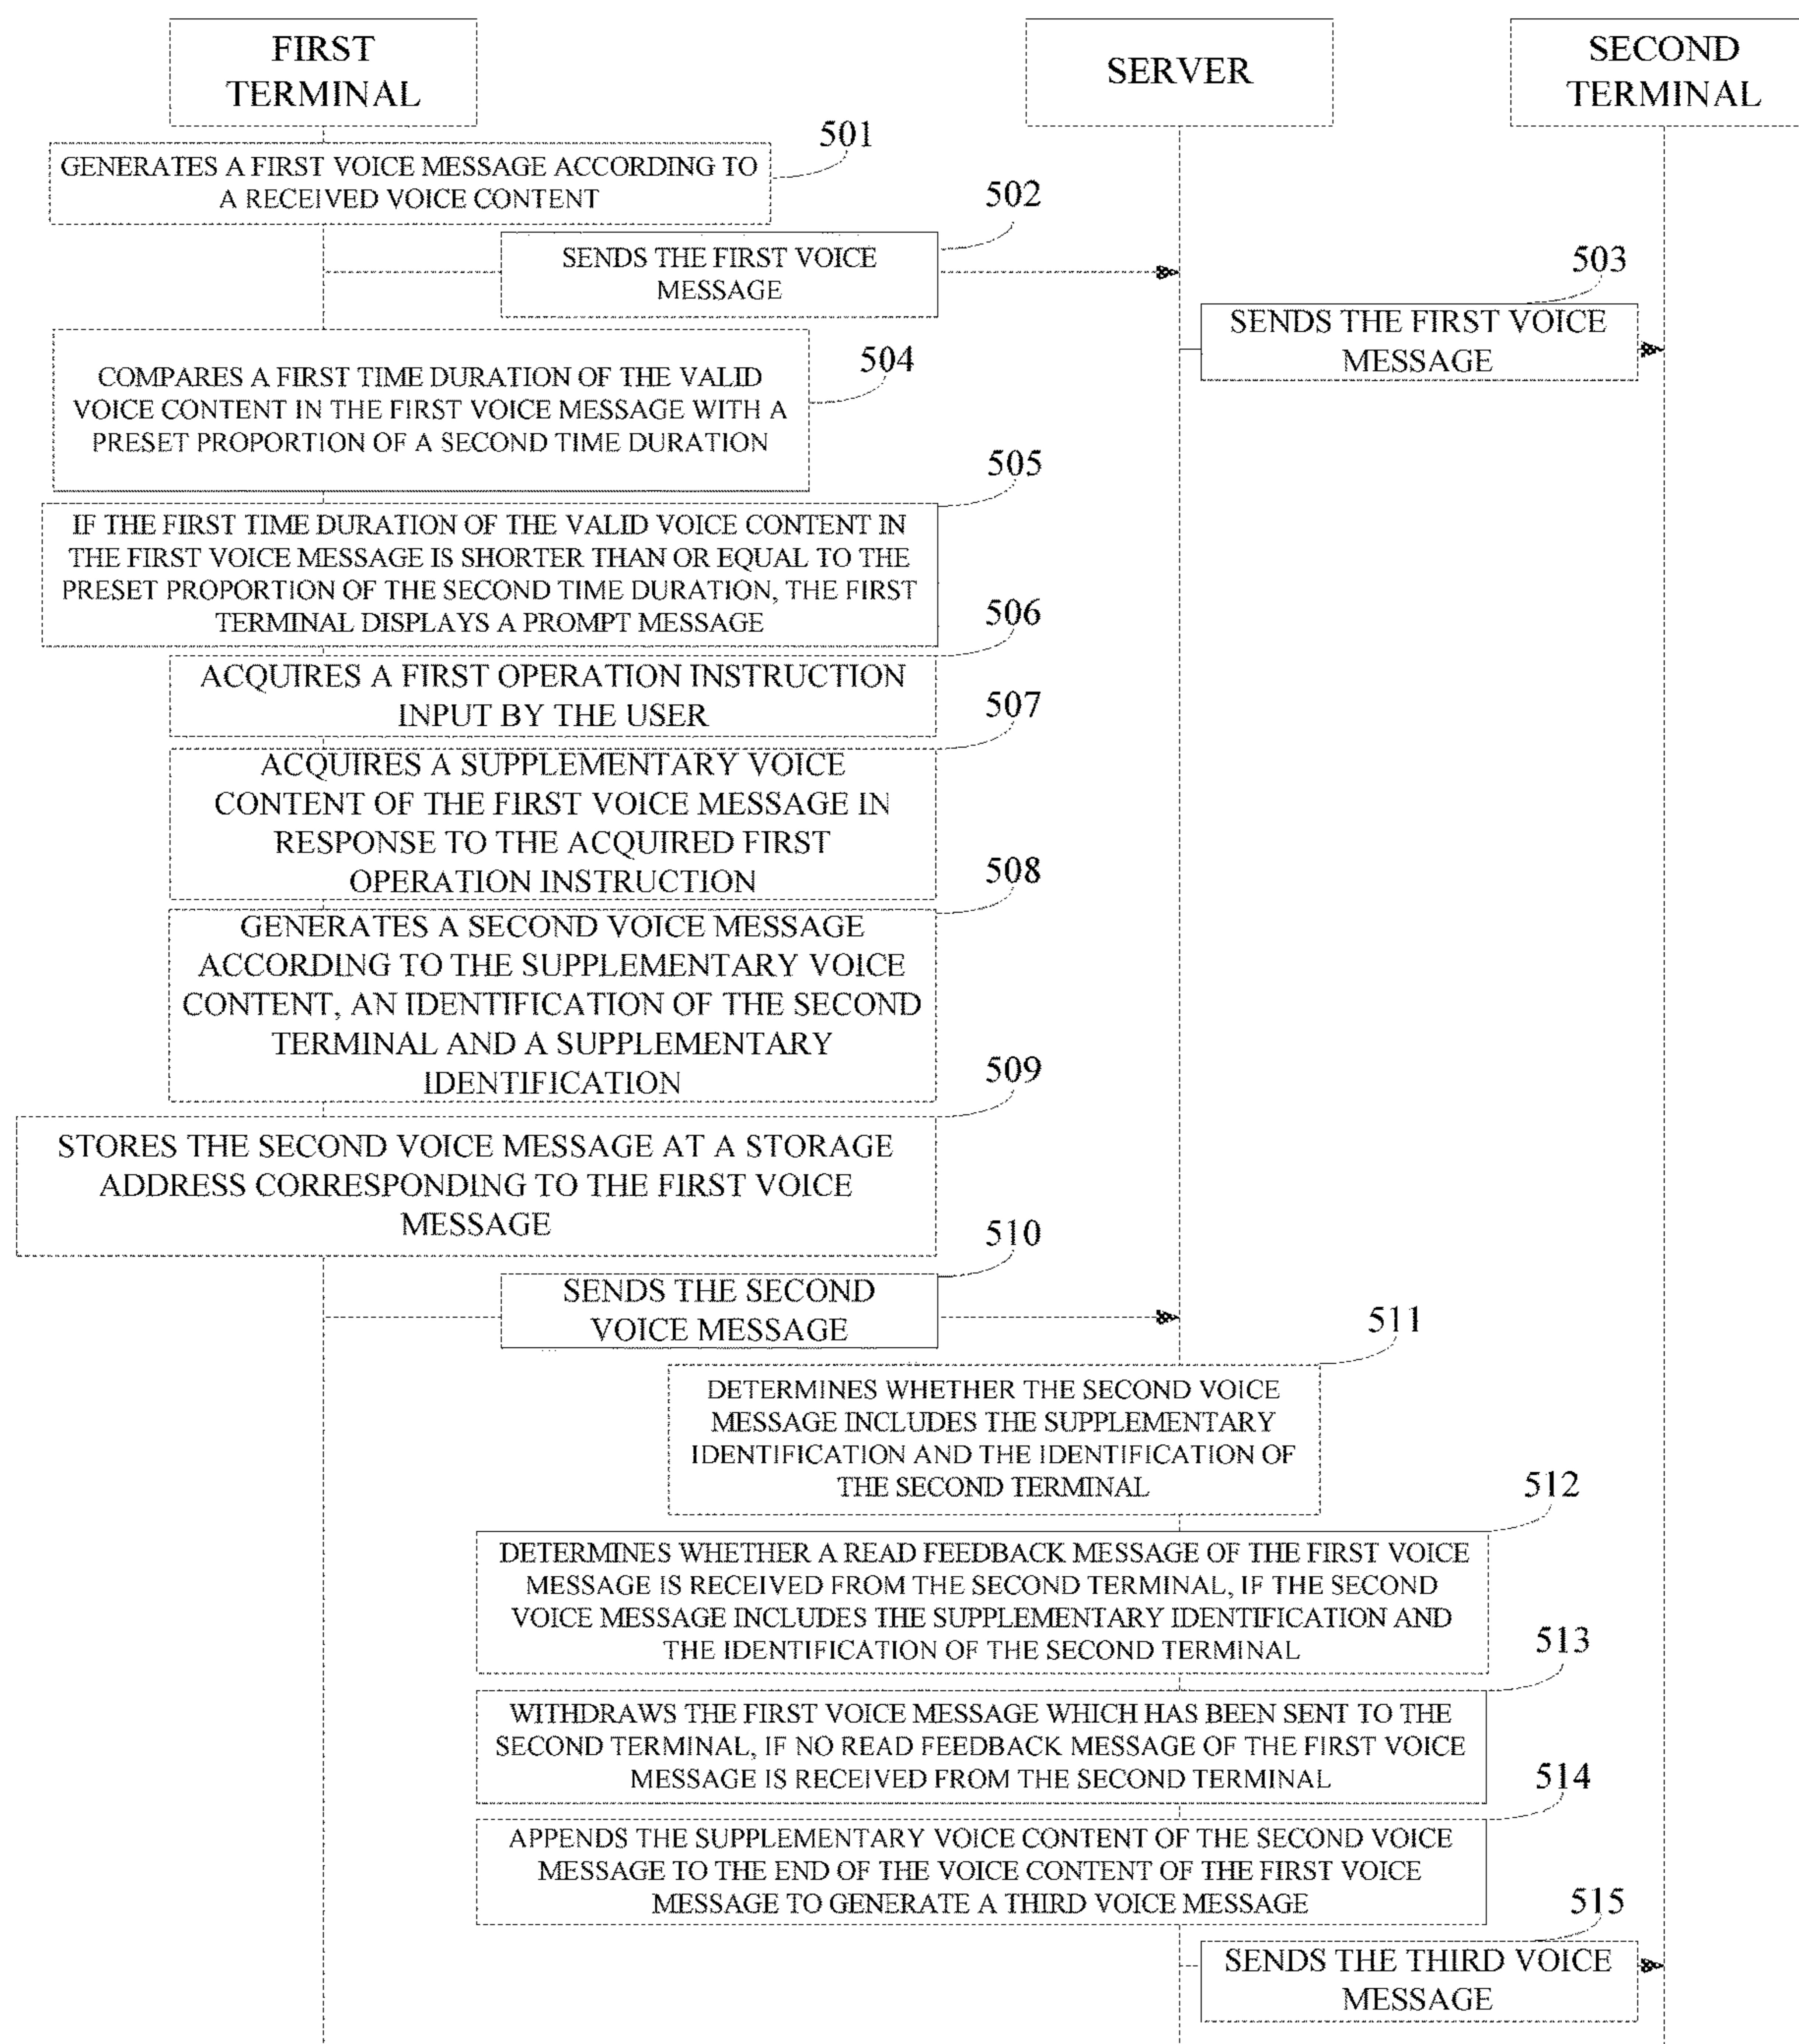 FIRST
TERMINAL
SERVER
SECOND
TERMINAL
501
GENERATES A FIRST VOICE MESSAGE ACCORDING TO
A RECEIVED VOICE CONTENT
502
SENDS THE FIRST VOICE
MESSAGE
503
SENDS THE FIRST VOICE
MESSAGE
504
COMPARES A FIRST TIME DURATION OF THE VALID
VOICE CONTENT IN THE FIRST VOICE MESSAGE WITH A
PRESET PROPORTION OF A SECOND TIME DURATION
505
IF THE FIRST TIME DURATION OF THE VALID VOICE CONTENT IN
THE FIRST VOICE MESSAGE IS SHORTER THAN OR EQUAL TO THE
PRESET PROPORTION OF THE SECOND TIME DURATION, THE FIRST
TERMINAL DISPLAYS A PROMPT MESSAGE
506
ACQUIRES A FIRST OPERATION INSTRUCTION
INPUT BY THE USER
507
ACQUIRES A SUPPLEMENTARY VOICE
CONTENT OF THE FIRST VOICE MESSAGE IN
RESPONSE TO THE ACQUIRED FIRST
OPERATION INSTRUCTION
508
GENERATES A SECOND VOICE MESSAGE
ACCORDING TO THE SUPPLEMENTARY VOICE
CONTENT, AN IDENTIFICATION OF THE SECOND
TERMINAL AND A SUPPLEMENTARY
IDENTIFICATION
509
STORES THE SECOND VOICE MESSAGE AT A STORAGE
ADDRESS CORRESPONDING TO THE FIRST VOICE
MESSAGE
510
SENDS THE SECOND
VOICE MESSAGE
511
DETERMINES WHETHER THE SECOND VOICE
MESSAGE INCLUDES THE SUPPLEMENTARY
IDENTIFICATION AND THE IDENTIFICATION OF
THE SECOND TERMINAL
512
DETERMINES WHETHER A READ FEEDBACK MESSAGE OF THE FIRST VOICE
MESSAGE IS RECEIVED FROM THE SECOND TERMINAL, IF THE SECOND
VOICE MESSAGE INCLUDES THE SUPPLEMENTARY IDENTIFICATION AND
THE IDENTIFICATION OF THE SECOND TERMINAL
513
WITHDRAWS THE FIRST VOICE MESSAGE WHICH HAS BEEN SENT TO THE
SECOND TERMINAL, IF NO READ FEEDBACK MESSAGE OF THE FIRST VOICE
MESSAGE IS RECEIVED FROM THE SECOND TERMINAL
514
APPENDS THE SUPPLEMENTARY VOICE CONTENT OF THE SECOND VOICE
MESSAGE TO THE END OF THE VOICE CONTENT OF THE FIRST VOICE
MESSAGE TO GENERATE A THIRD VOICE MESSAGE
515
SENDS THE THIRD VOICE
MESSAGE